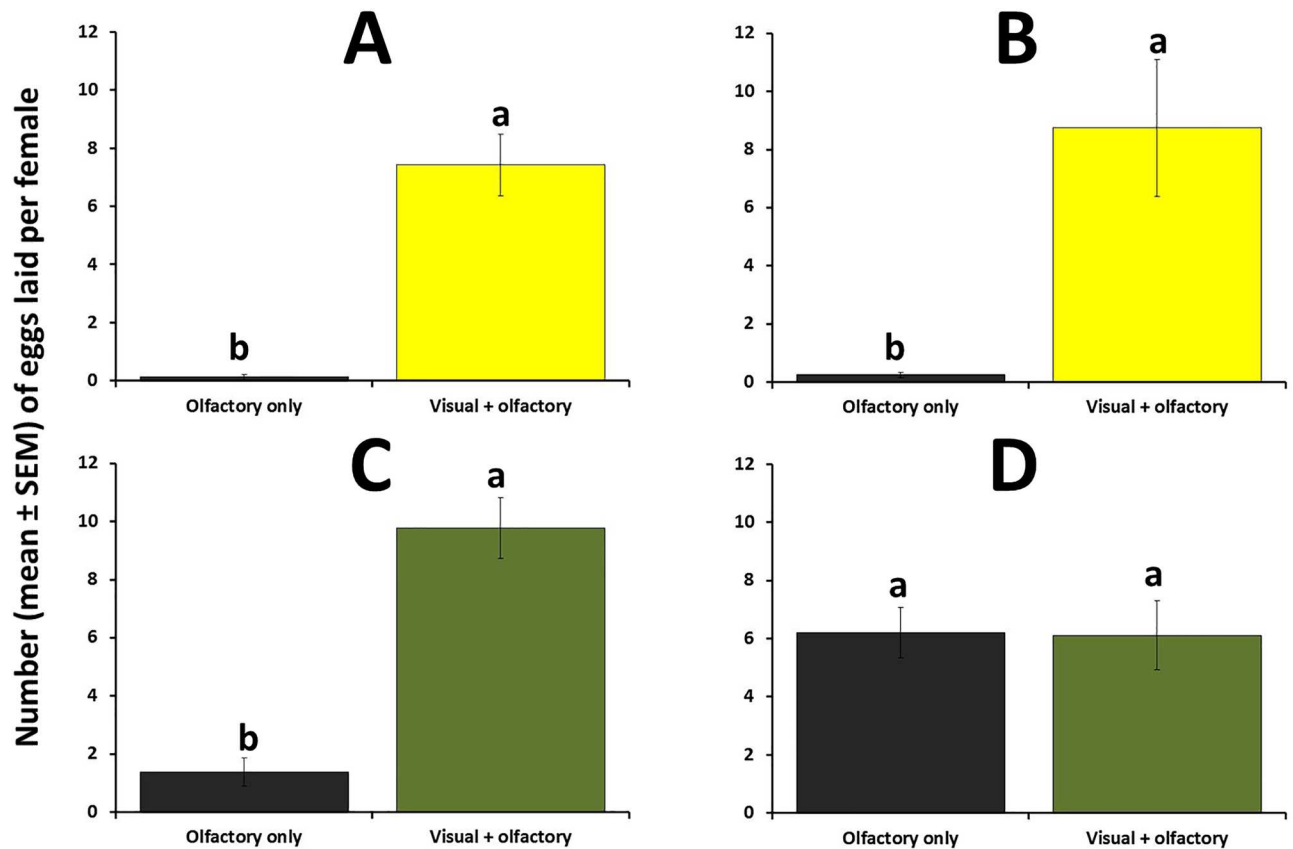 Number (mean ± SEM) of eggs laid per female
A
12
10
8
6
4
2
0
b
a
Olfactory only
Visual + olfactory
B
12
10
8
6
4
2
0
b
a
Olfactory only
Visual + olfactory
C
12
10
8
6
4
2
0
b
a
Olfactory only
Visual + olfactory
D
12
10
8
6
4
2
0
a
a
Olfactory only
Visual + olfactory